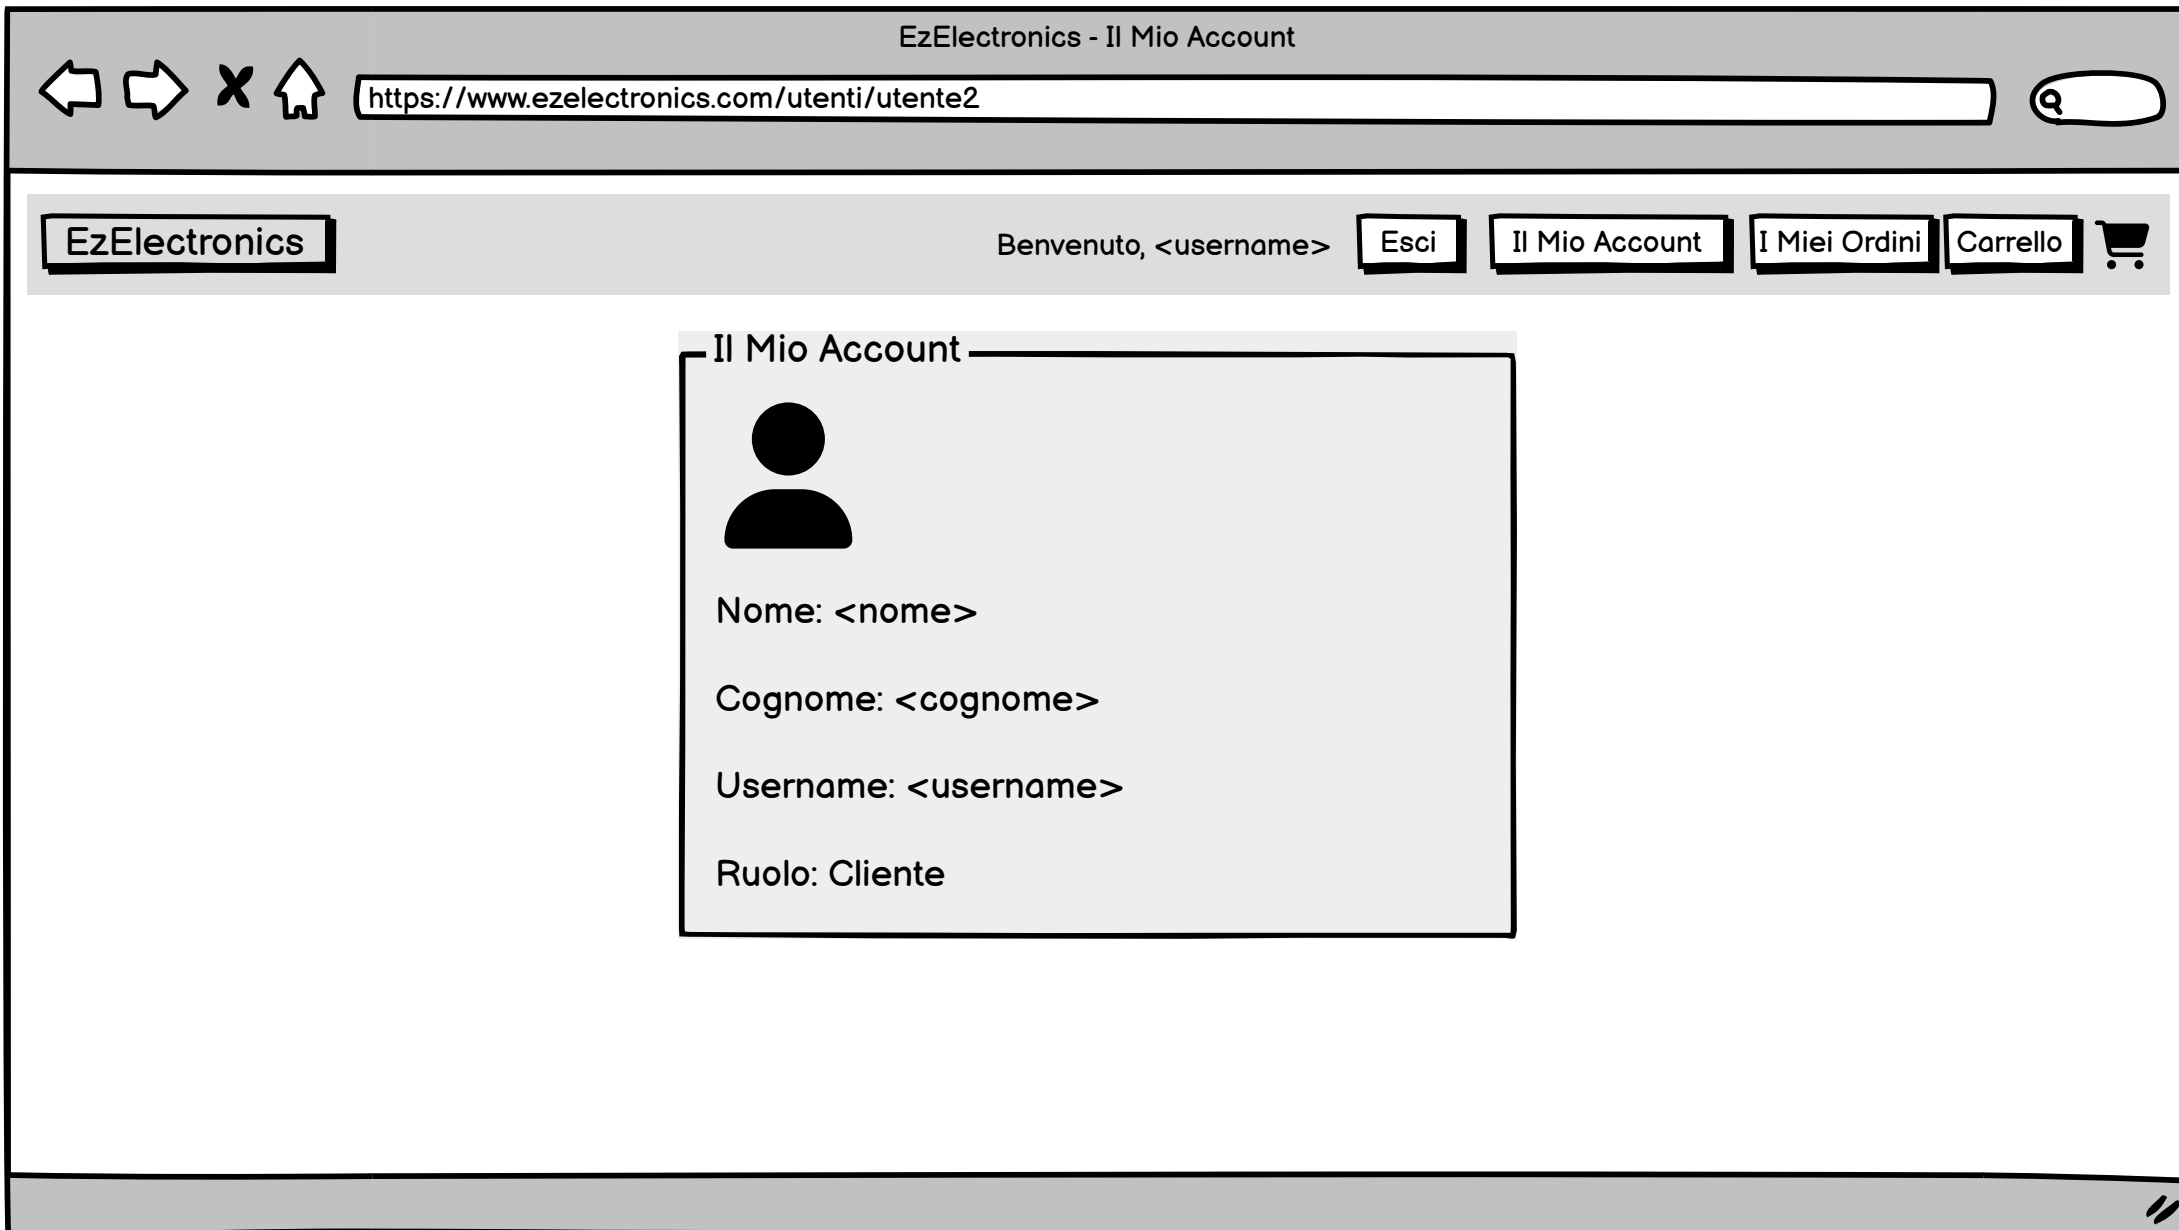 EzElectronics - Il Mio Account
https://www.ezelectronics.com/utenti/utente2
EzElectronics
Benvenuto, <username>
Esci
Il Mio Account
I Miei Ordini
Carrello
Il Mio Account
Nome: <nome>
Cognome: <cognome>
Username: <username>
Ruolo: Cliente